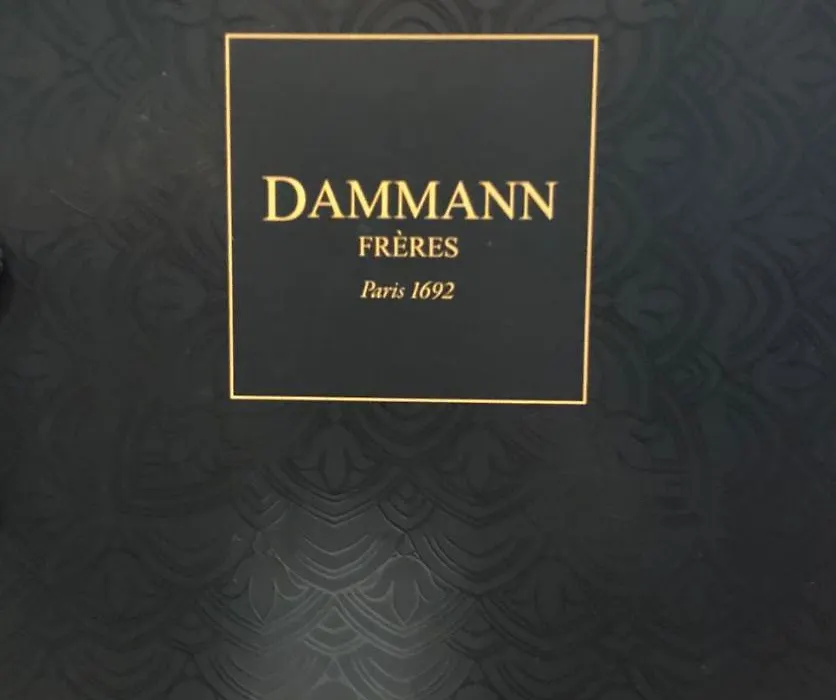 DAMMANN
FRÈRES
Paris 1692